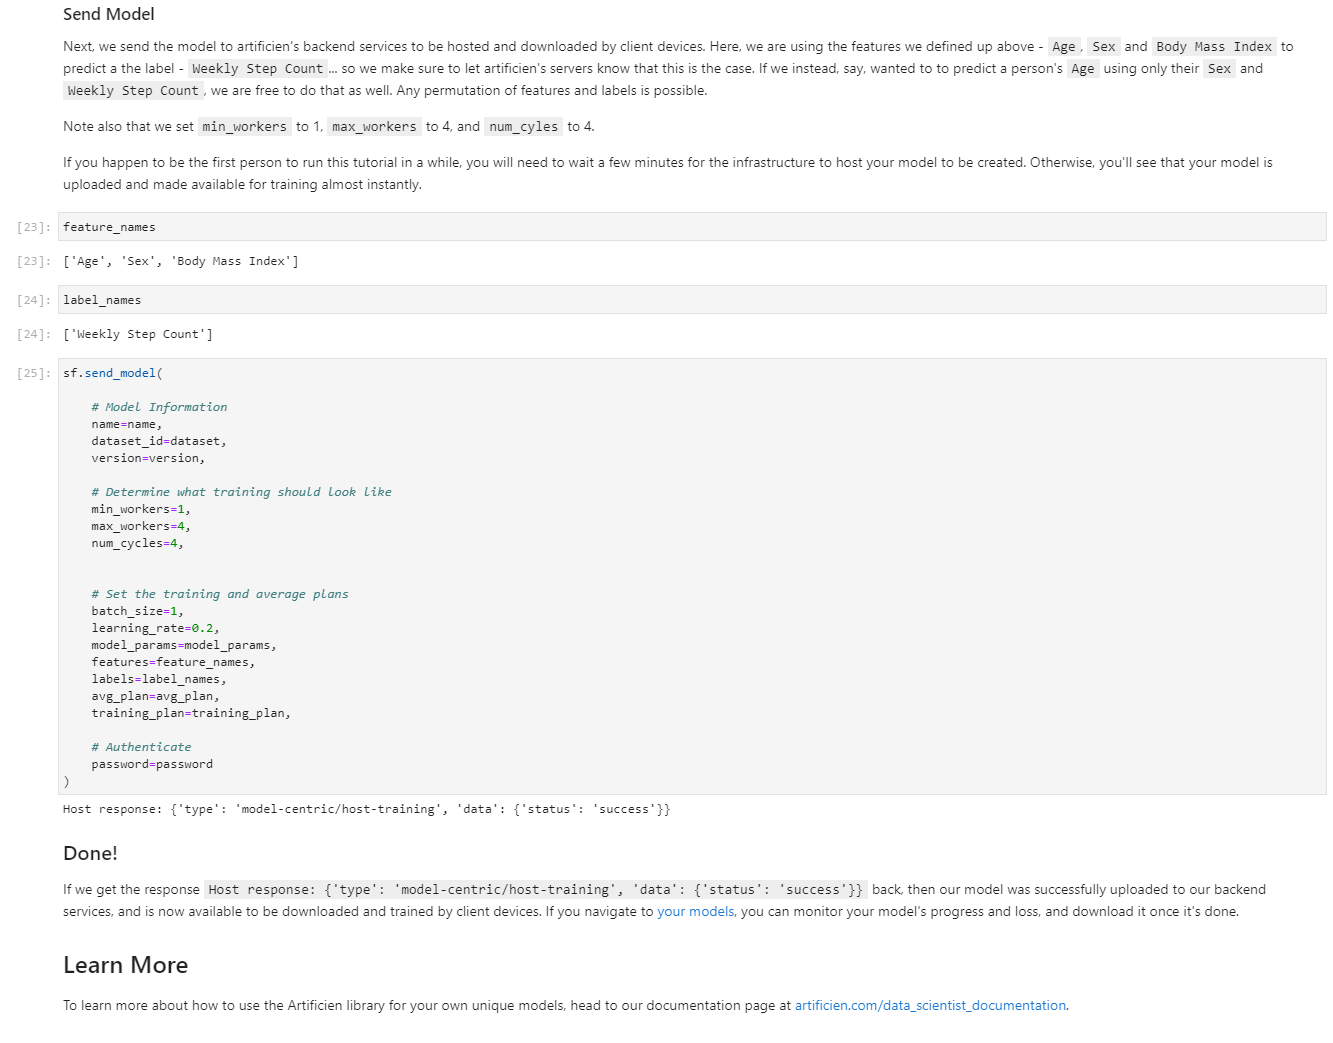 Send Model
Next, we send the model to artificien's backend services to be hosted and downloaded by client devices. Here, we are using the features we defined up above - Age, Sex and Body Mass Index to
predict a the label - Weekly Step Count ... so we make sure to let artificien's servers know that this is the case. If we instead, say, wanted to to predict a person's Age using only their Sex and
Weekly Step Count, we are free to do that as well. Any permutation of features and labels is possible.
Note also that we set min_workers to 1, max_workers to 4, and num_cyles to 4.
If you happen to be the first person to run this tutorial in a while, you will need to wait a few minutes for the infrastructure to host your model to be created. Otherwise, you'll see that your model is
uploaded and made available for training almost instantly.
[23]: feature_names
[23]: ['Age', 'Sex', 'Body Mass Index']
[24]: label_names
[24]: ['Weekly Step Count']
[25]: sf.send_model(
# Model Information
name=name,
dataset_id=dataset,
version=version,
# Determine what training should look like
min_workers=1,
max_workers=4,
num_cycles=4,
# Set the training and average plans
batch_size=1,
learning_rate=0.2,
model_params=model_params,
features=feature_names,
labels=label_names,
avg_plan=avg_plan,
training_plan=training_plan,
# Authenticate
password=password
)
Host response: {'type': 'model-centric/host-training', 'data': {'status': 'success'}}
Done!
If we get the response Host response: {'type': 'model-centric/host-training', 'data': {'status': 'success'}} back, then our model was successfully uploaded to our backend
services, and is now available to be downloaded and trained by client devices. If you navigate to your models, you can monitor your model's progress and loss, and download it once it's done.
Learn More
To learn more about how to use the Artificien library for your own unique models, head to our documentation page at artificien.com/data_scientist_documentation.